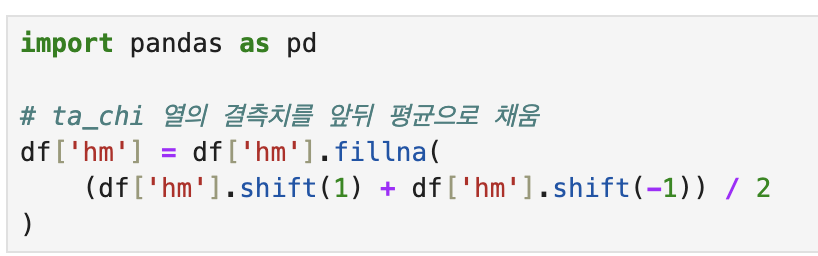 import pandas as pd
# ta_chi 열의 결측치를 앞뒤 평균으로 채움
df['hm'] = df['hm'].fillna(
    (df['hm'].shift(1) + df['hm'].shift(-1)) / 2
)